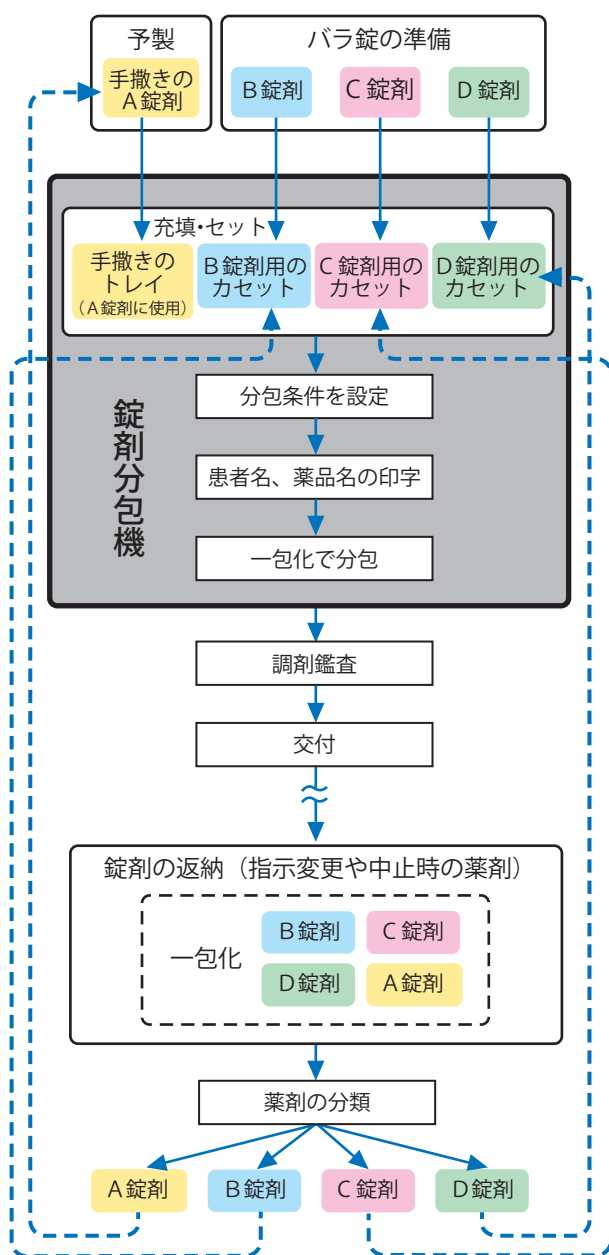 予製
手撒きの
A錠剤
バラ錠の準備
B錠剤
C錠剤
D錠剤
充填・セット
手撒きの
トレイ
(A錠剤に使用)
B錠剤用の
カセット
C錠剤用の
カセット
D錠剤用の
カセット
錠剤分包機
分包条件を設定
患者名、薬品名の印字
一包化で分包
調剤鑑査
交付
錠剤の返納（指示変更や中止時の薬剤）
一包化
B錠剤
C錠剤
D錠剤
A錠剤
薬剤の分類
A錠剤
B錠剤
C錠剤
D錠剤